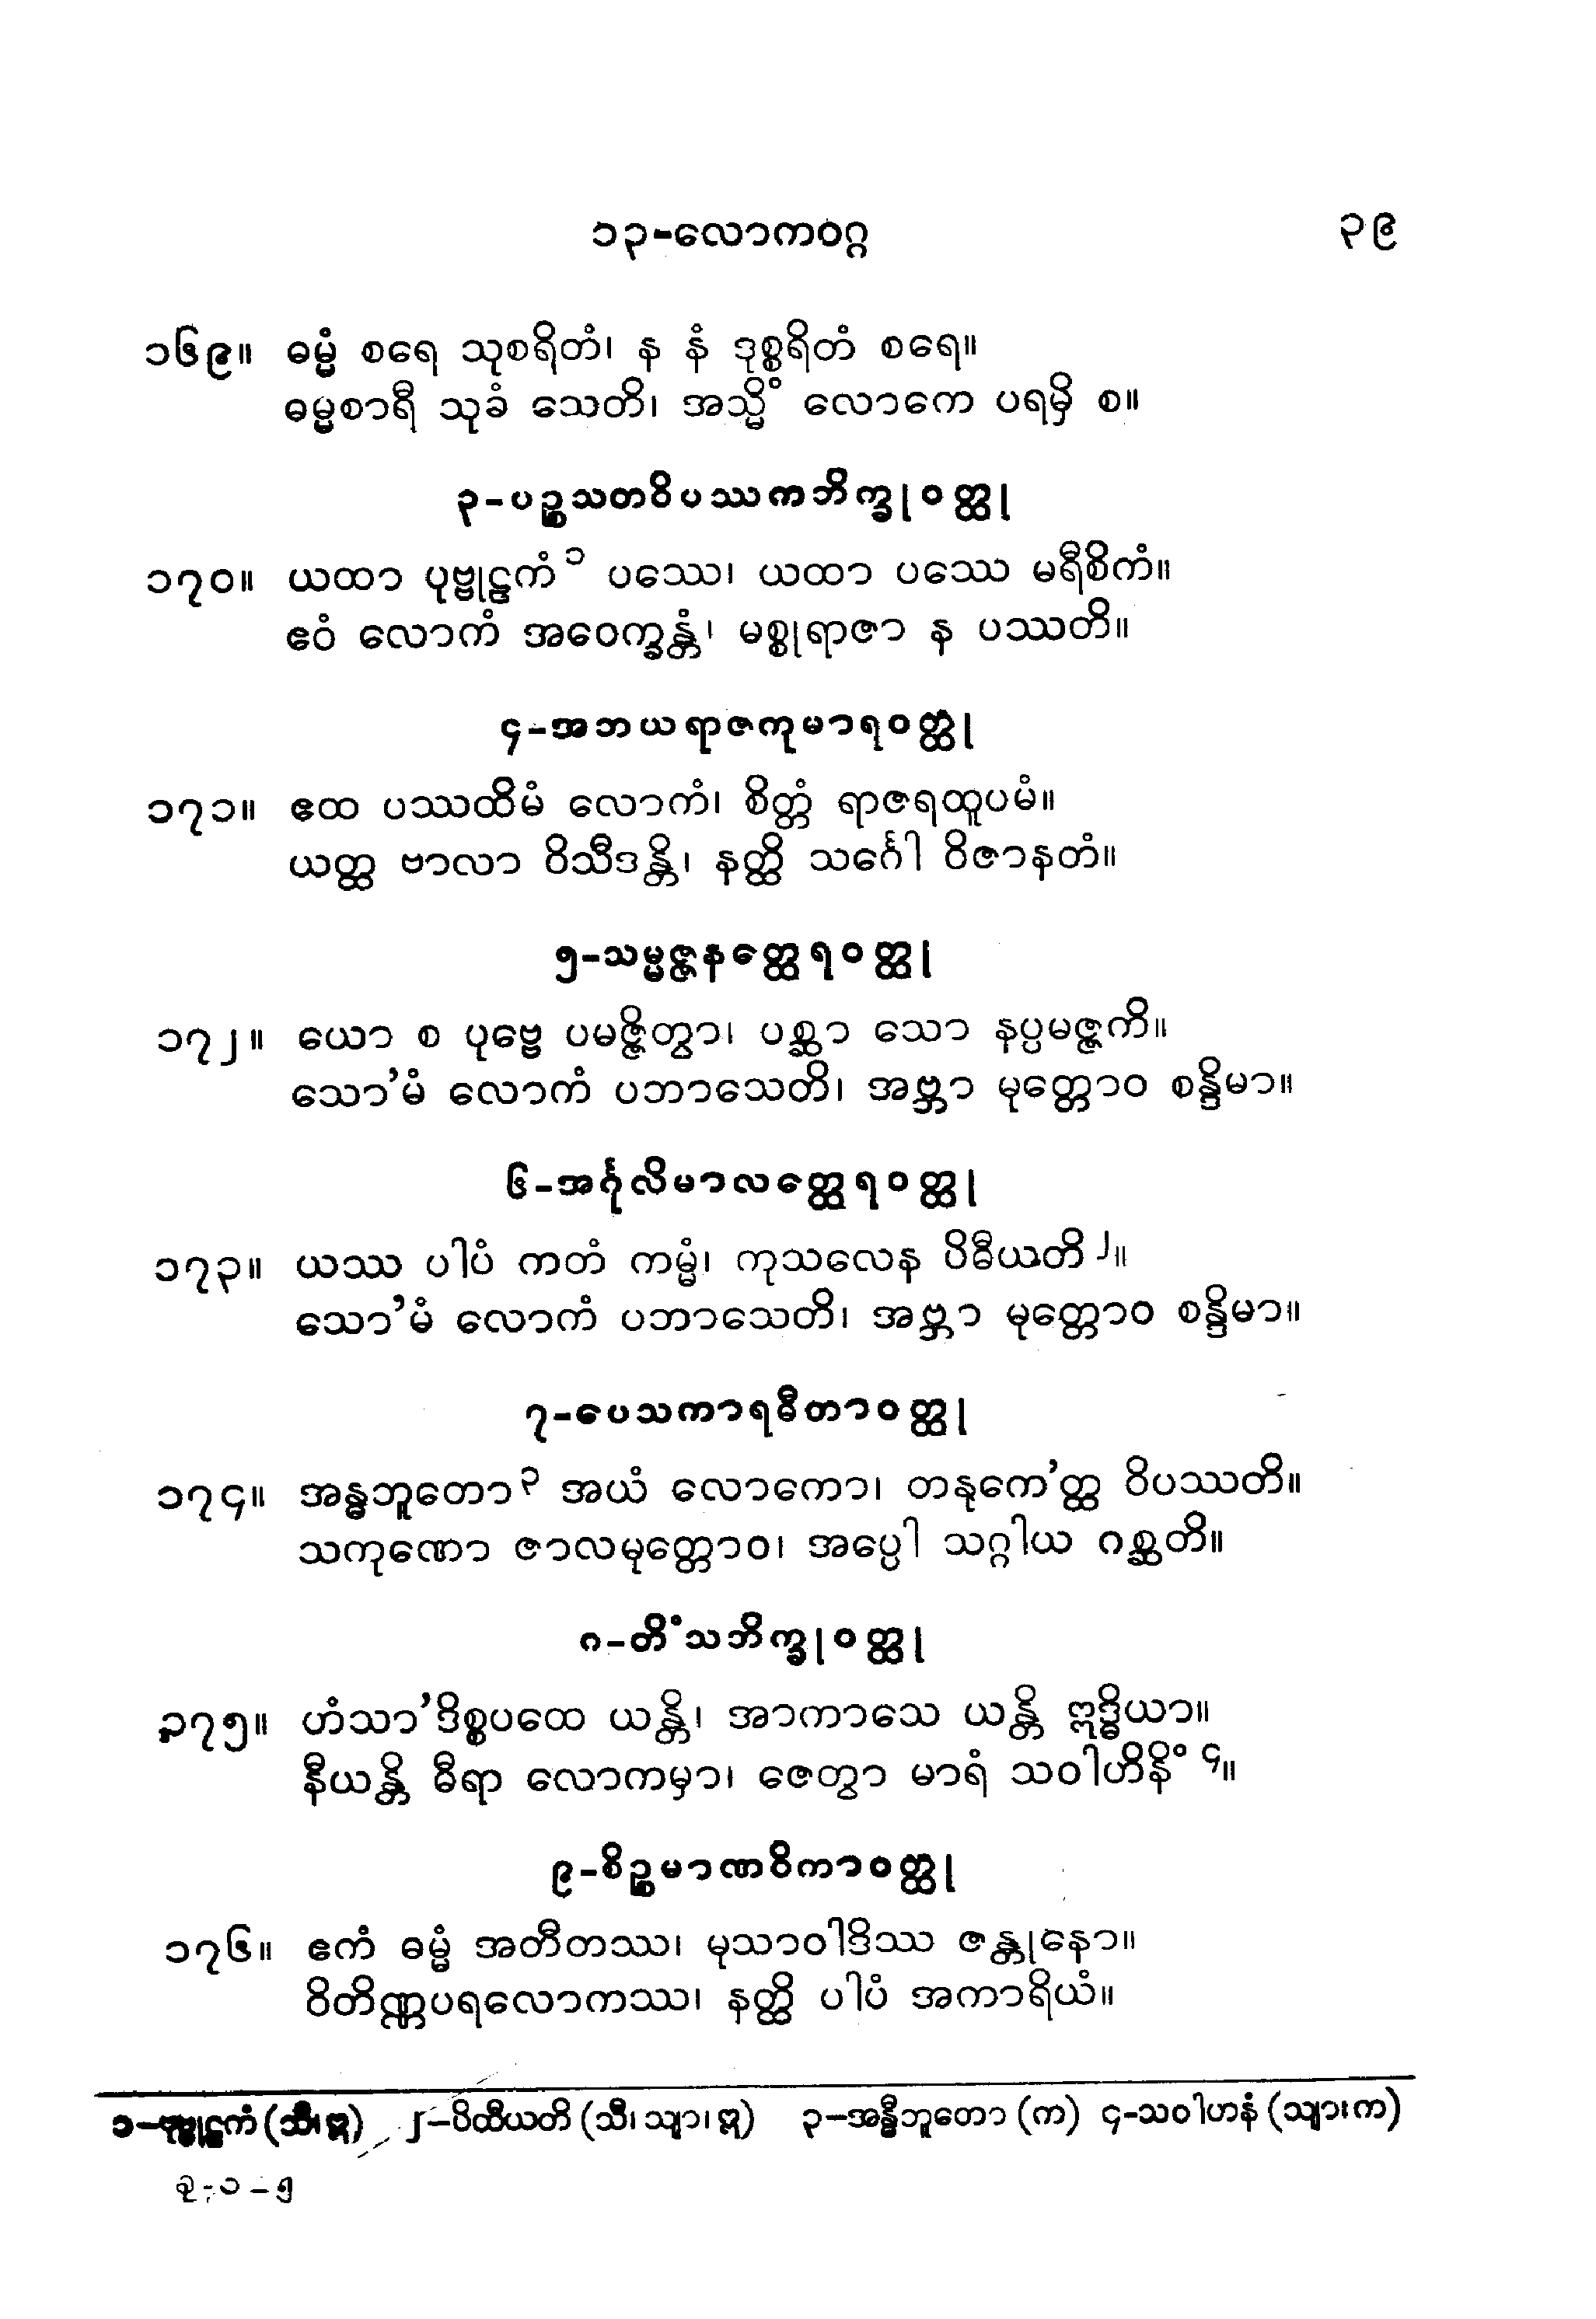 ၁၃-လောကဝဂ္ဂ ၃၉
၁၆၉။ ဓမ္မံ စရေ သုစရိတံ၊ န နံ ဒုစ္စရိတံ စရေ။
ဓမ္မစာရီ သုခံ သေတိ၊ အသ္မိံ လောကေ ပရမှိ စ။
၃-ပဉ္စသတဝိပဿကဘိက္ခုဝတ္ထု
၁၇၀။ ယထာ ပုဗ္ဗုဠကံ ၁ ပဿေ၊ ယထာ ပဿေ မရီစိကံ။
ဧဝံ လောကံ အဝေက္ခန္တံ၊ မစ္စုရာဇာ န ပဿတိ။
၄-အဘယရာဇကုမာရဝတ္ထု
၁၇၁။ ဧထ ပဿထိမံ လောကံ၊ စိတ္တံ ရာဇရထူပမံ။
ယတ္ထ ဗာလာ ဝိသီဒန္တိ၊ နတ္ထိ သင်္ဂေါ ဝိဇာနတံ။
၅-သမ္မဇ္ဇနတ္ထေရဝတ္ထု
၁၇၂။ ယော စ ပုဗ္ဗေ ပမဇ္ဇိတွာ၊ ပစ္ဆာ သော နပ္ပမဇ္ဇကိ။
သော’မံ လောကံ ပဘာသေတိ၊ အဗ္ဘာ မုတ္တောဝ စန္ဒိမာ။
၆-အင်္ဂုလိမာလတ္ထေရဝတ္ထု
၁၇၃။ ယဿ ပါပံ ကတံ ကမ္မံ၊ ကုသလေန ပိဓီယတိ ၂။
သော’မံ လောကံ ပဘာသေတိ၊ အဗ္ဘာ မုတ္တောဝ စန္ဒိမာ။
၇-ပေသကာရဓီတာဝတ္ထု
၁၇၄။ အန္ဓဘူတော ၃ အယံ လောကော၊ တနုကေ’တ္ထ ဝိပဿတိ။
သကုဏော ဇာလမုတ္တောဝ၊ အပ္ပေါ သဂ္ဂါယ ဂစ္ဆတိ။
၈-တိံသဘိက္ခုဝတ္ထု
၁၇၅။ ဟံသာ’ဒိစ္စပထေ ယန္တိ၊ အာကာသေ ယန္တိ ဣဒ္ဓိယာ။
နီယန္တိ ဓီရာ လောကမှာ၊ ဇေတွာ မာရံ သဝါဟိနိံ ၄။
၉-စိဉ္စမာဏဝိကာဝတ္ထု
၁၇၆။ ဧကံ ဓမ္မံ အတီတဿ၊ မုသာဝါဒိဿ ဇန္တုနော။
ဝိတိဏ္ဏပရလောကဿ၊ နတ္ထိ ပါပံ အကာရိယံ။
၁-ဗုဗ္ဗုဠကံ (သီ၊ ဣ) ၂-ပိထီယတိ (သီ၊ သျာ၊ ဣ) ၃-အန္ဓီဘူတော (က) ၄-သဝါဟနံ (သျာ၊ က)
ခု-၁-၅